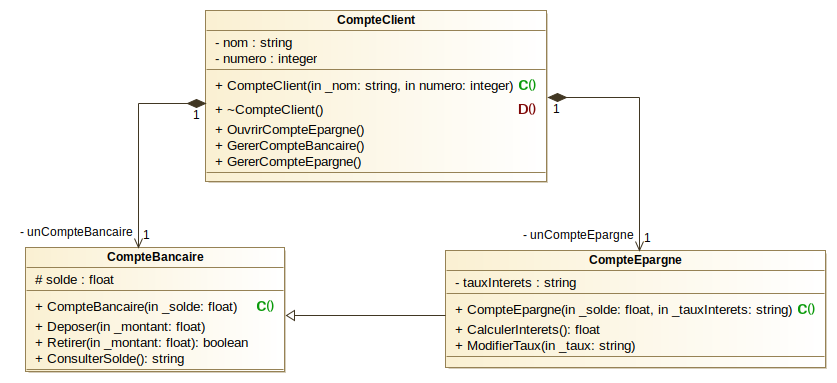 CompteClient
- nom : string
- numero : integer
+ CompteClient(in _nom: string, in numero: integer) C()
+ ~CompteClient() D()
+ OuvrirCompteEpargne()
+ GererCompteBancaire()
+ GererCompteEpargne()
1
1
- unCompteBancaire
1
- unCompteEpargne
1
CompteBancaire
# solde : float
+ CompteBancaire(in _solde: float) C()
+ Deposer(in _montant: float)
+ Retirer(in _montant: float): boolean
+ ConsulterSolde(): string
CompteEpargne
- tauxInterets : string
+ CompteEpargne(in _solde: float, in _tauxInterets: string) C()
+ CalculerInterets(): float
+ ModifierTaux(in _taux: string)